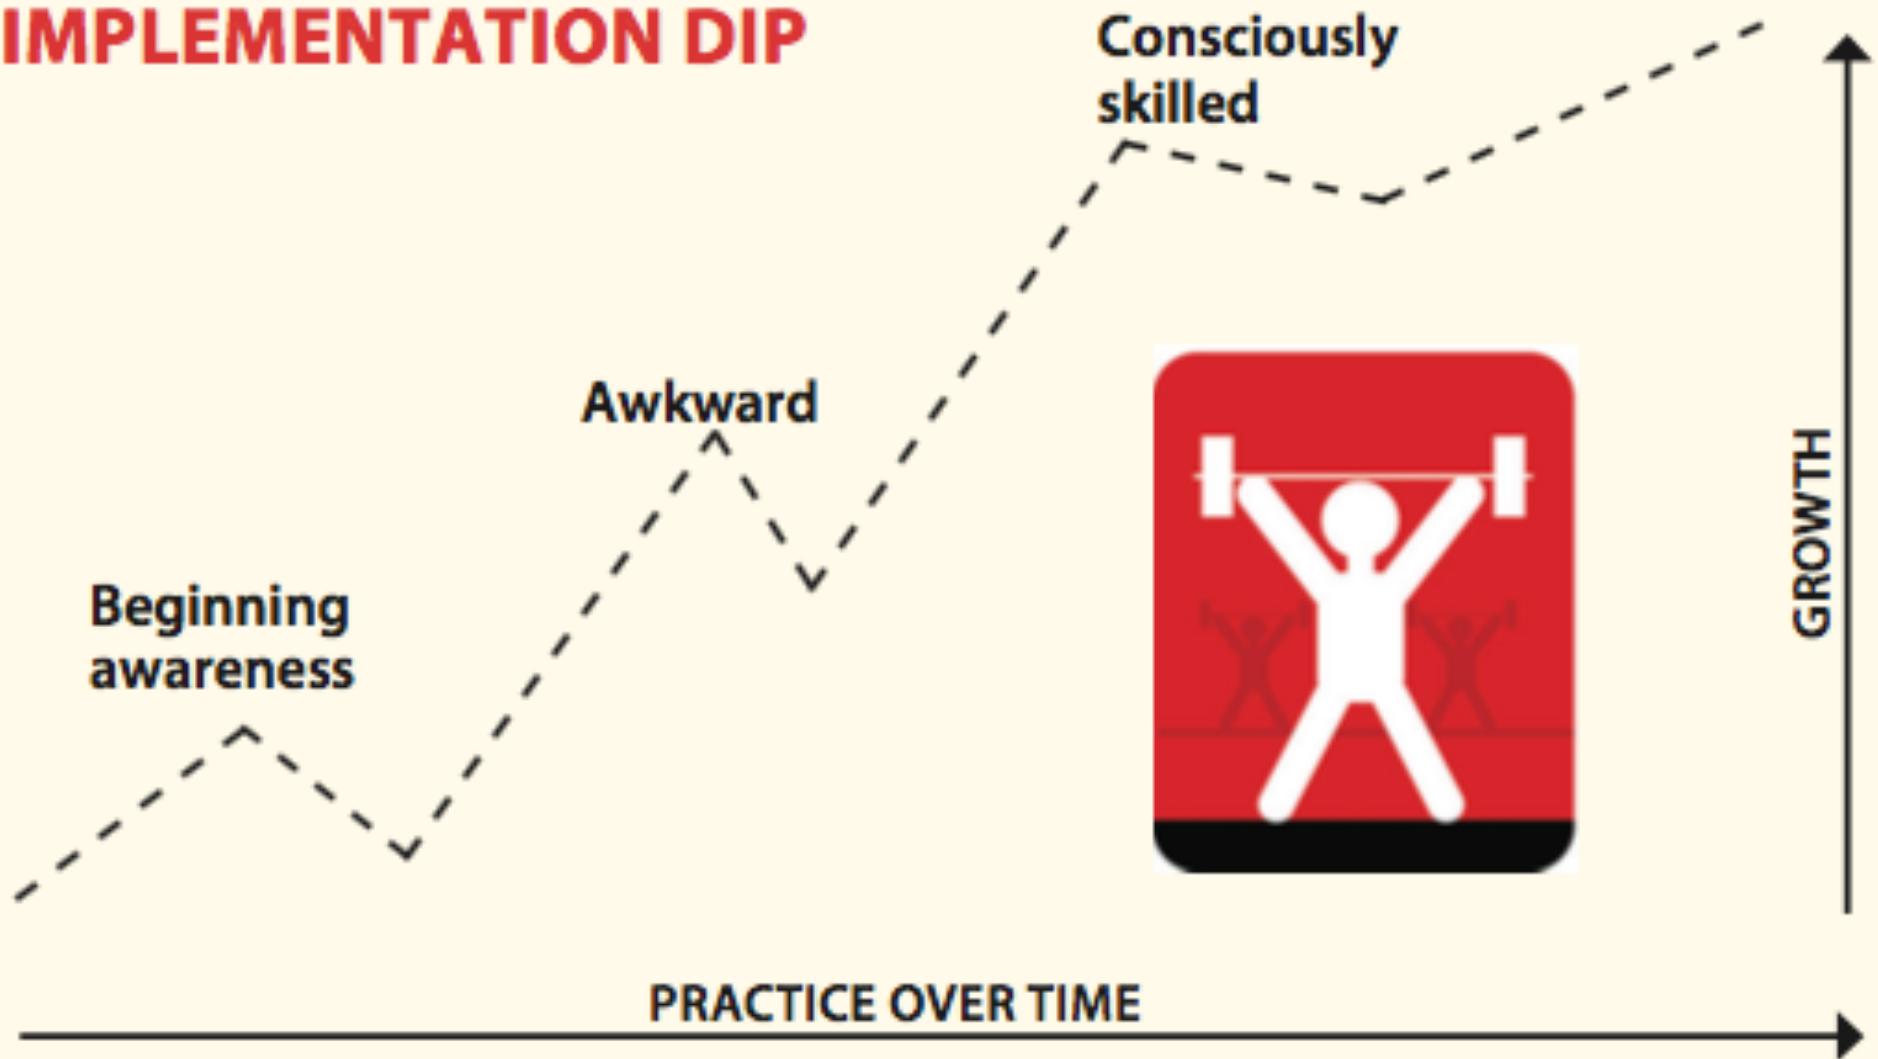 IMPLEMENTATION DIP
Consciously
skilled
Awkward
Beginning
awareness
GROWTH
PRACTICE OVER TIME